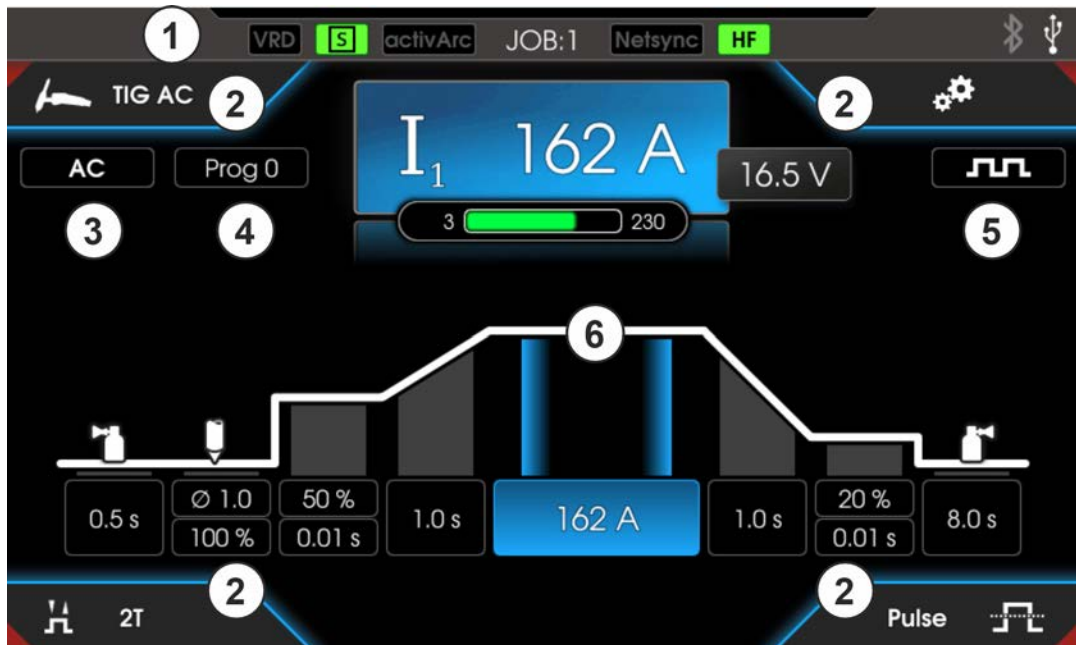 1 VRD S activArc JOB:1 Netsync HF
TIG AC 2 2
I1 162 A
16.5 V
AC Prog 0
3 230
3 4 5
6
0.5 s Ø 1.0 50 % 1.0 s 162 A 1.0 s 20 % 8.0 s
100 % 0.01 s 0.01 s
2 2
2T Pulse